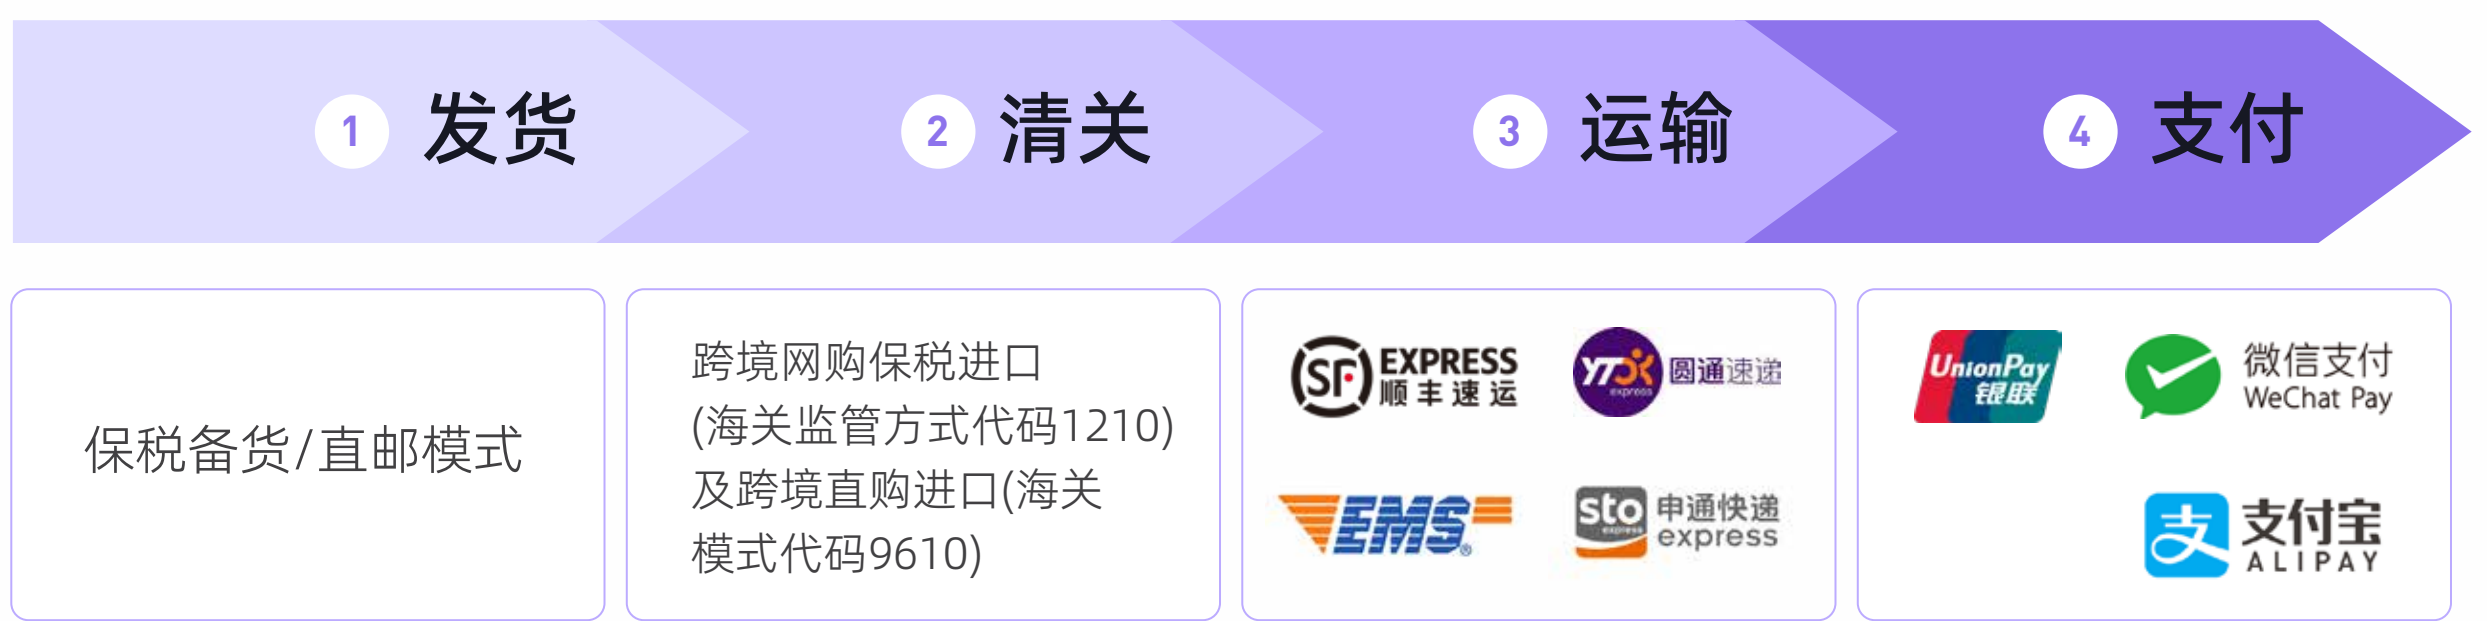 1 发货
2 清关
3 运输
4 支付
保税备货/直邮模式
跨境网购保税进口
(海关监管方式代码1210)
及跨境直购进口(海关
模式代码9610)
SF EXPRESS
顺丰速运
YTO express 圆通速递
EMS®
sto express 申通快递
express
UnionPay
银联
微信支付
WeChat Pay
支 支付宝
ALIPAY